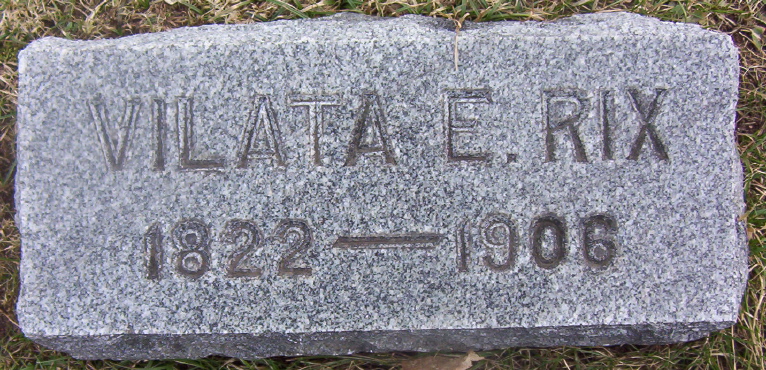 VILATA E. RIX
1822—1906